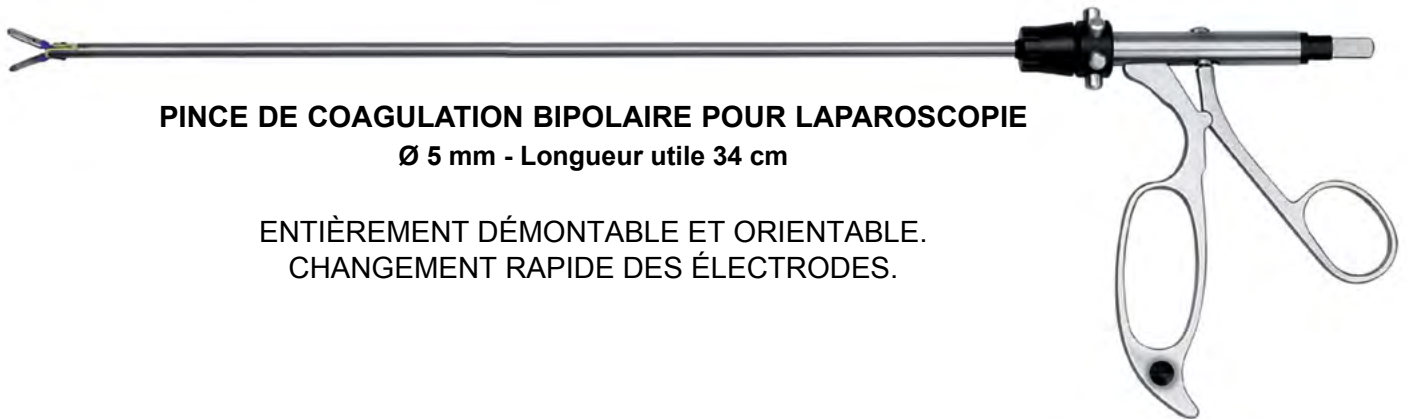 PINCE DE COAGULATION BIPOLAIRE POUR LAPAROSCOPIE
Ø 5 mm - Longueur utile 34 cm
ENTIÈREMENT DÉMONTABLE ET ORIENTABLE.
CHANGEMENT RAPIDE DES ÉLECTRODES.